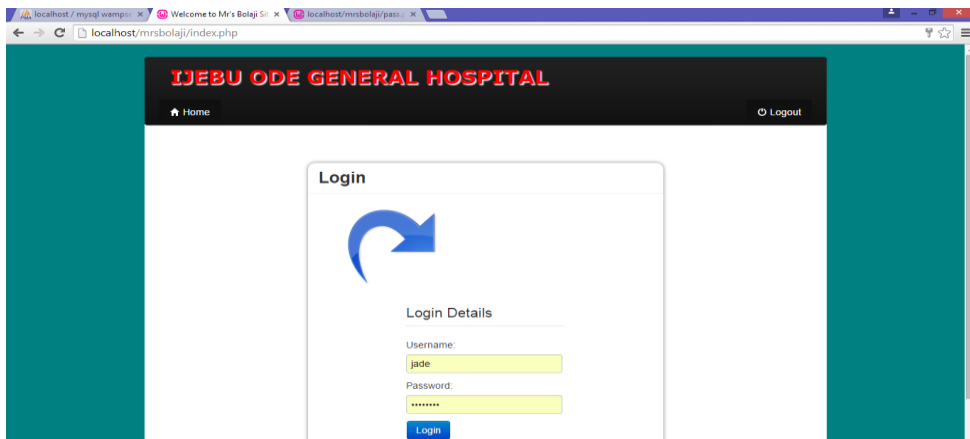 localhost / mysql wampse
Welcome to Mr's Bolaji Sit
localhost/mrsbolaji/pass.p
localhost/mrsbolaji/index.php
IJEBU ODE GENERAL HOSPITAL
Home
Logout
Login
Login Details
Username:
jade
Password:
••••••••
Login